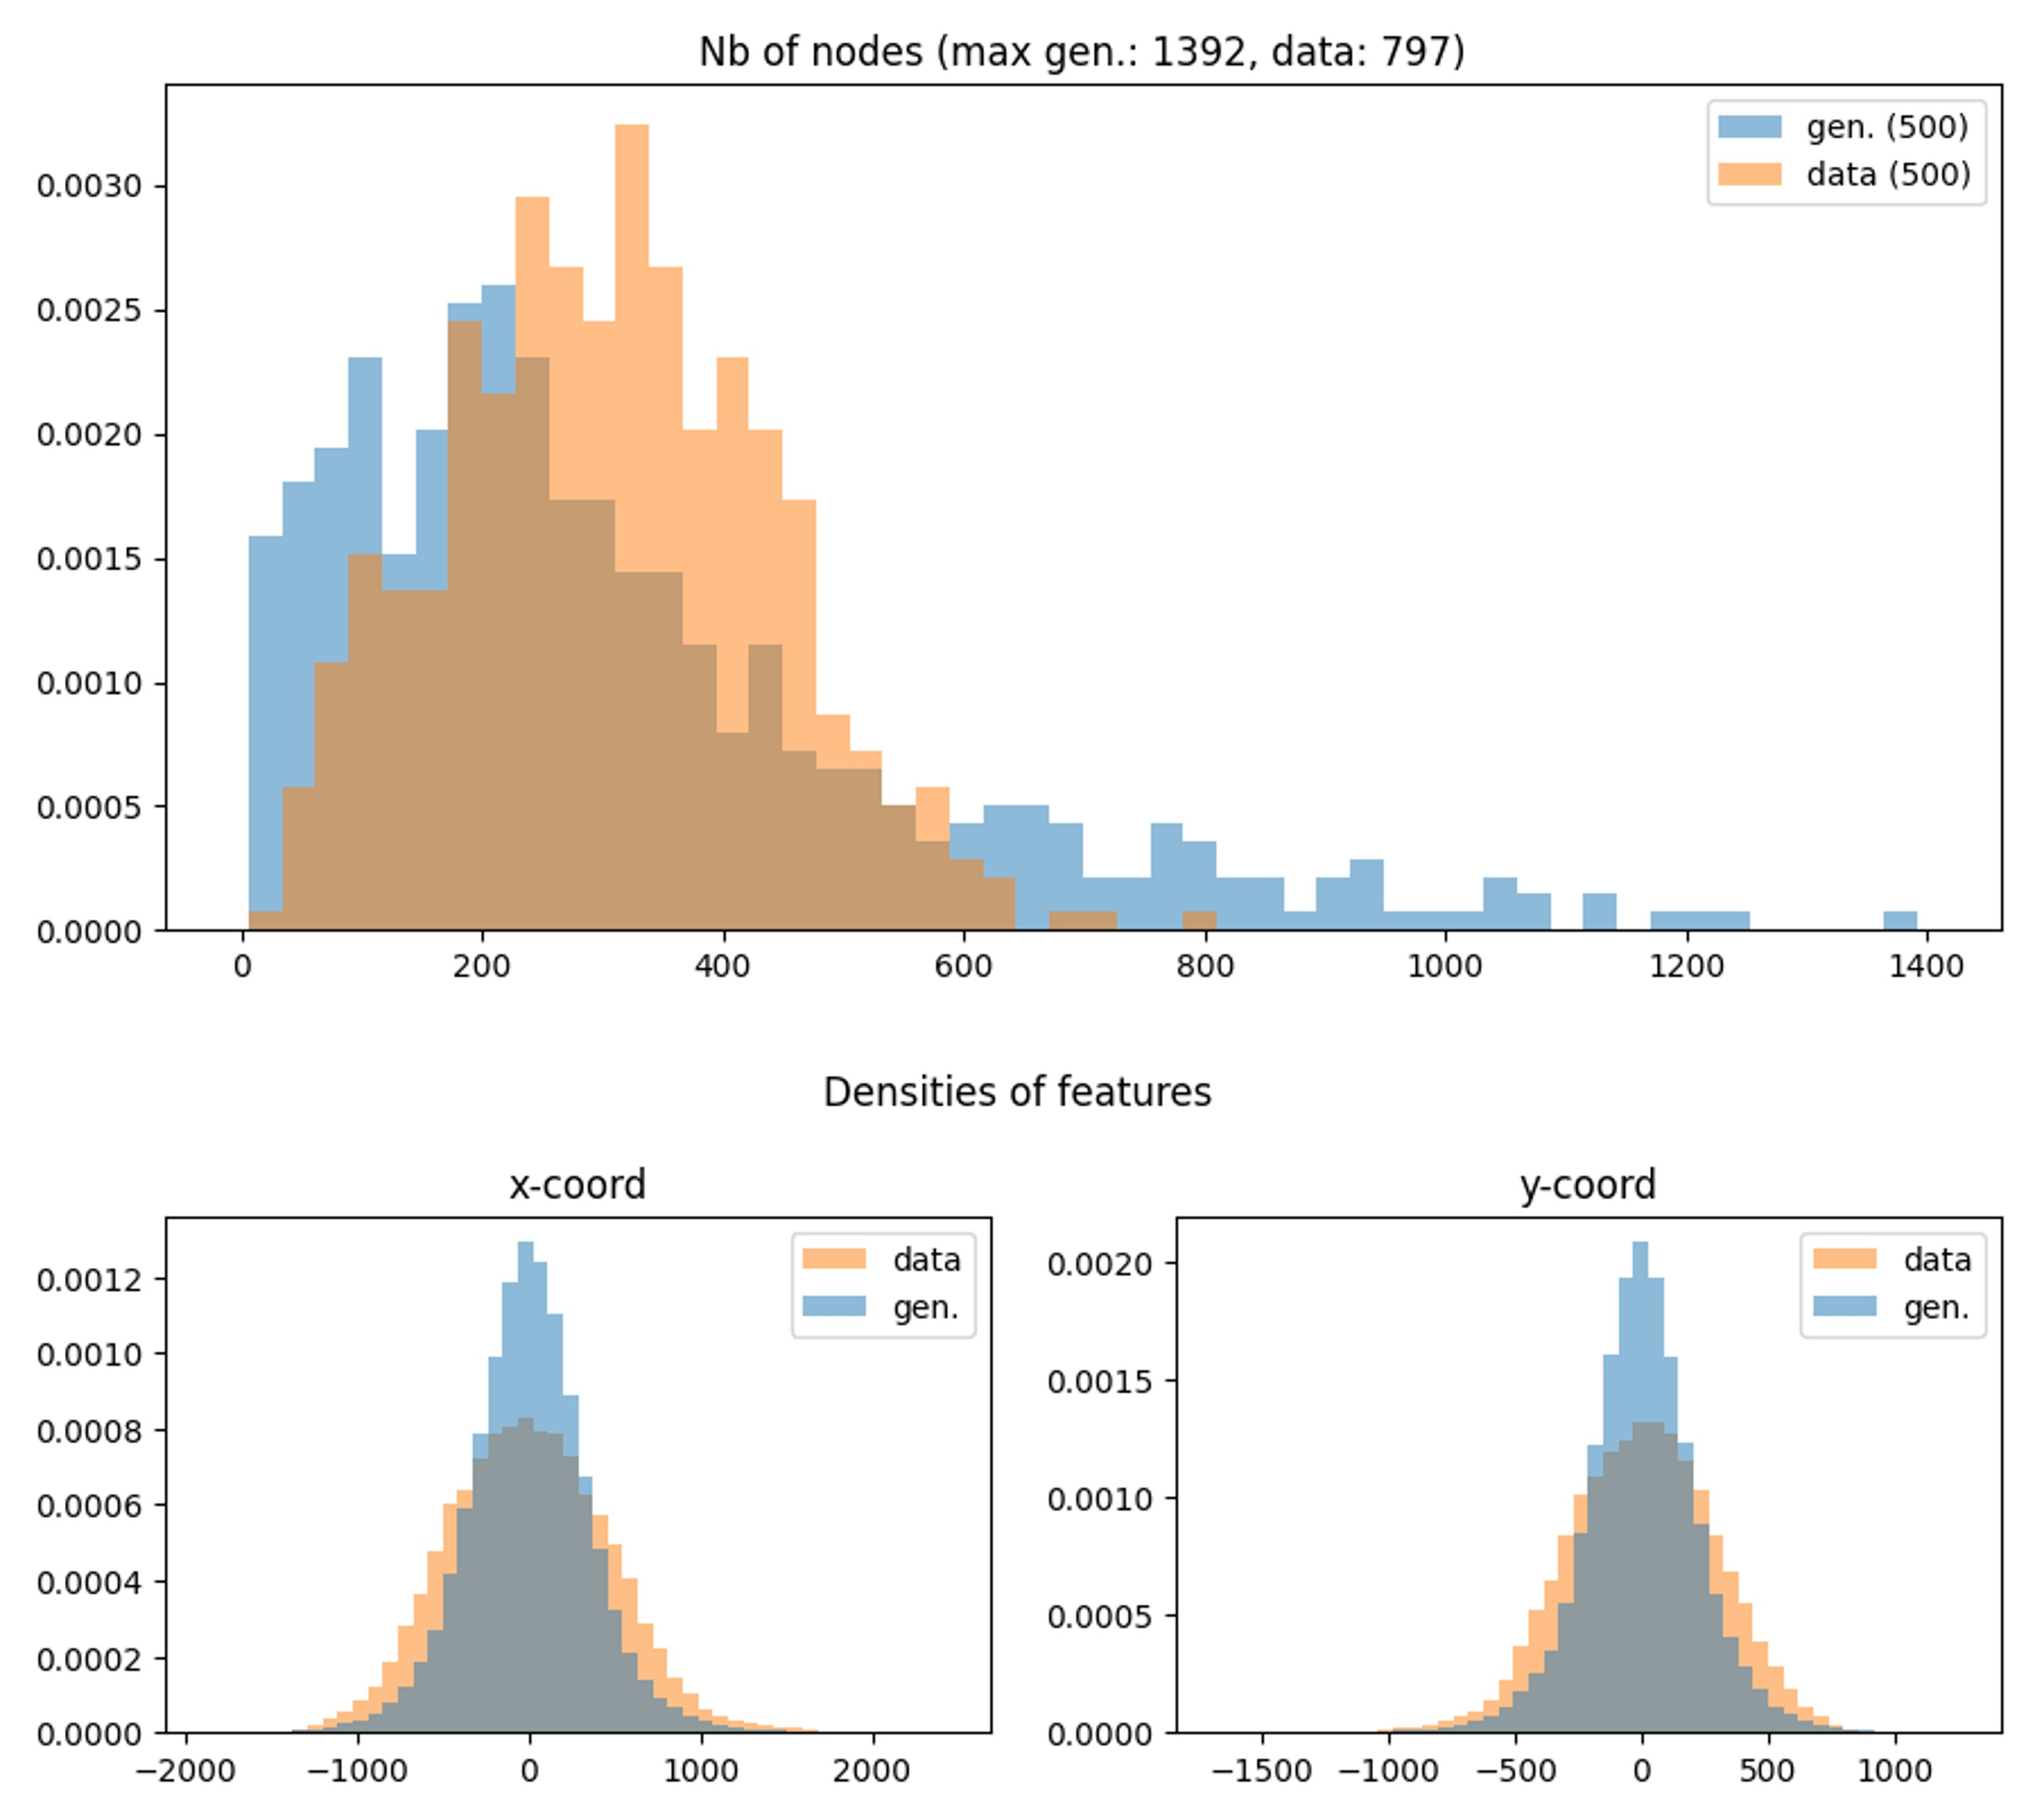 Nb of nodes (max gen.: 1392, data: 797)
gen. (500)
data (500)
0.0030
0.0025
0.0020
0.0015
0.0010
0.0005
0.0000
0 200 400 600 800 1000 1200 1400
Densities of features
x-coord
data
gen.
0.0012
0.0010
0.0008
0.0006
0.0004
0.0002
0.0000
−2000 −1000 0 1000 2000
y-coord
data
gen.
0.0020
0.0015
0.0010
0.0005
0.0000
−1500 −1000 −500 0 500 1000